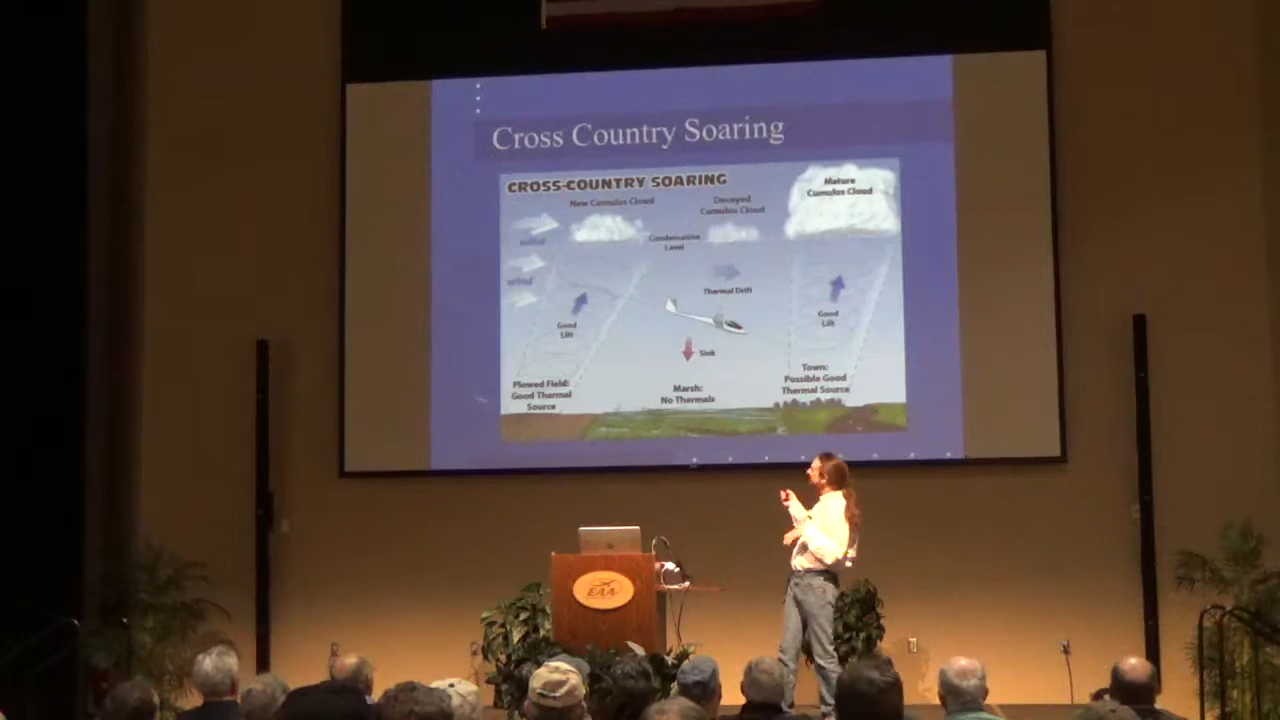 Cross Country Soaring
CROSS-COUNTRY SOARING
New Cumulus Cloud
Decayed
Cumulus Cloud
Mature
Cumulus Cloud
wind
Condensation
Level
wind
Thermal Drift
Good
Lift
Good
Lift
Sink
Plowed Field:
Good Thermal
Source
Marsh:
No Thermals
Town:
Possible Good
Thermal Source
EAA